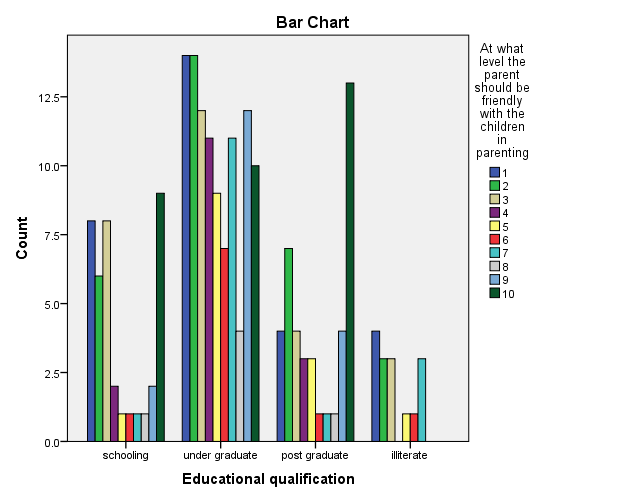 Bar Chart
At what
level the
parent
should be
friendly
with the
children
in
parenting
1
2
3
4
5
6
7
8
9
10
Count
12.5
10.0
7.5
5.0
2.5
0.0
schooling
under graduate
post graduate
illiterate
Educational qualification